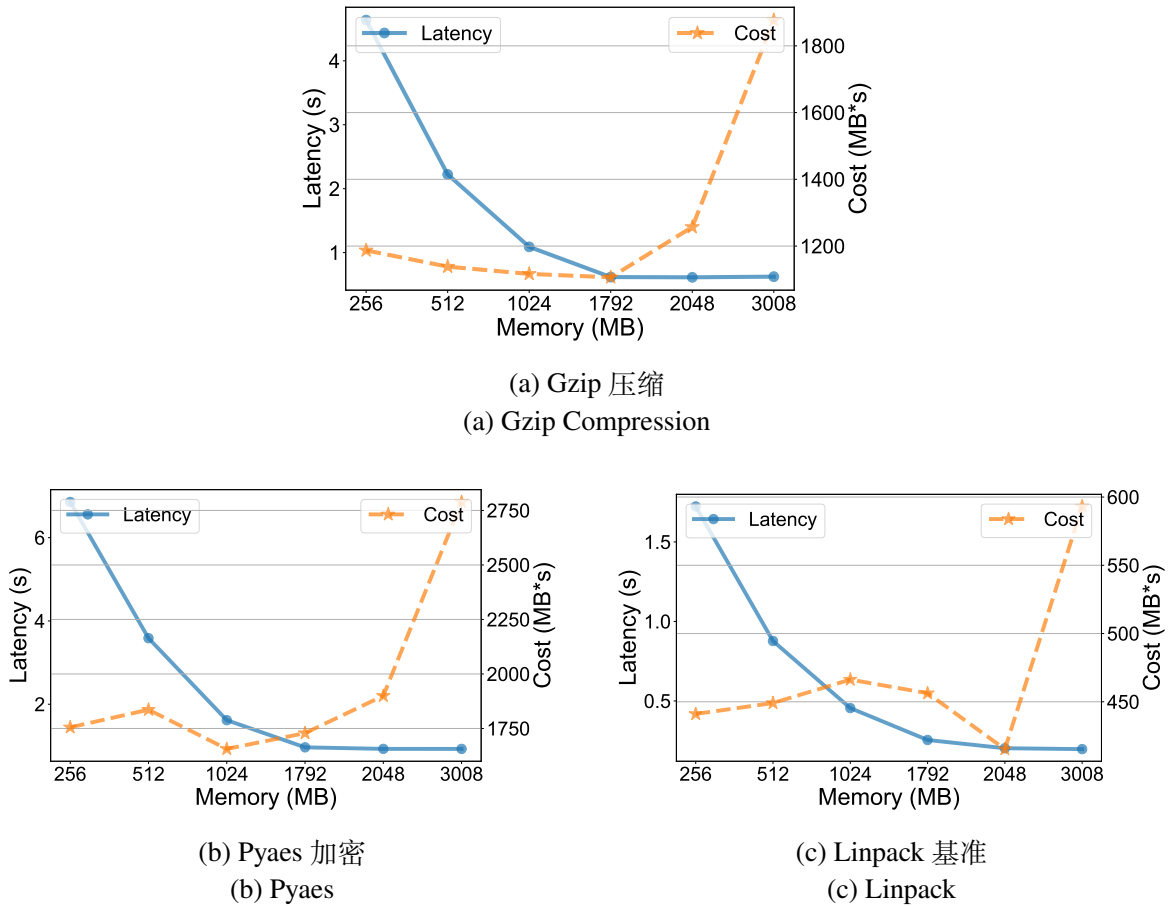 Latency
Cost
4
3
2
1
Latency (s)
1800
1600
1400
1200
Cost (MB*s)
256 512 1024 1792 2048 3008
Memory (MB)
(a) Gzip 压缩
(a) Gzip Compression
Latency
Cost
6
4
2
Latency (s)
2750
2500
2250
2000
1750
Cost (MB*s)
256 512 1024 1792 2048 3008
Memory (MB)
(b) Pyaes 加密
(b) Pyaes
Latency
Cost
1.5
1.0
0.5
Latency (s)
600
550
500
450
Cost (MB*s)
256 512 1024 1792 2048 3008
Memory (MB)
(c) Linpack 基准
(c) Linpack